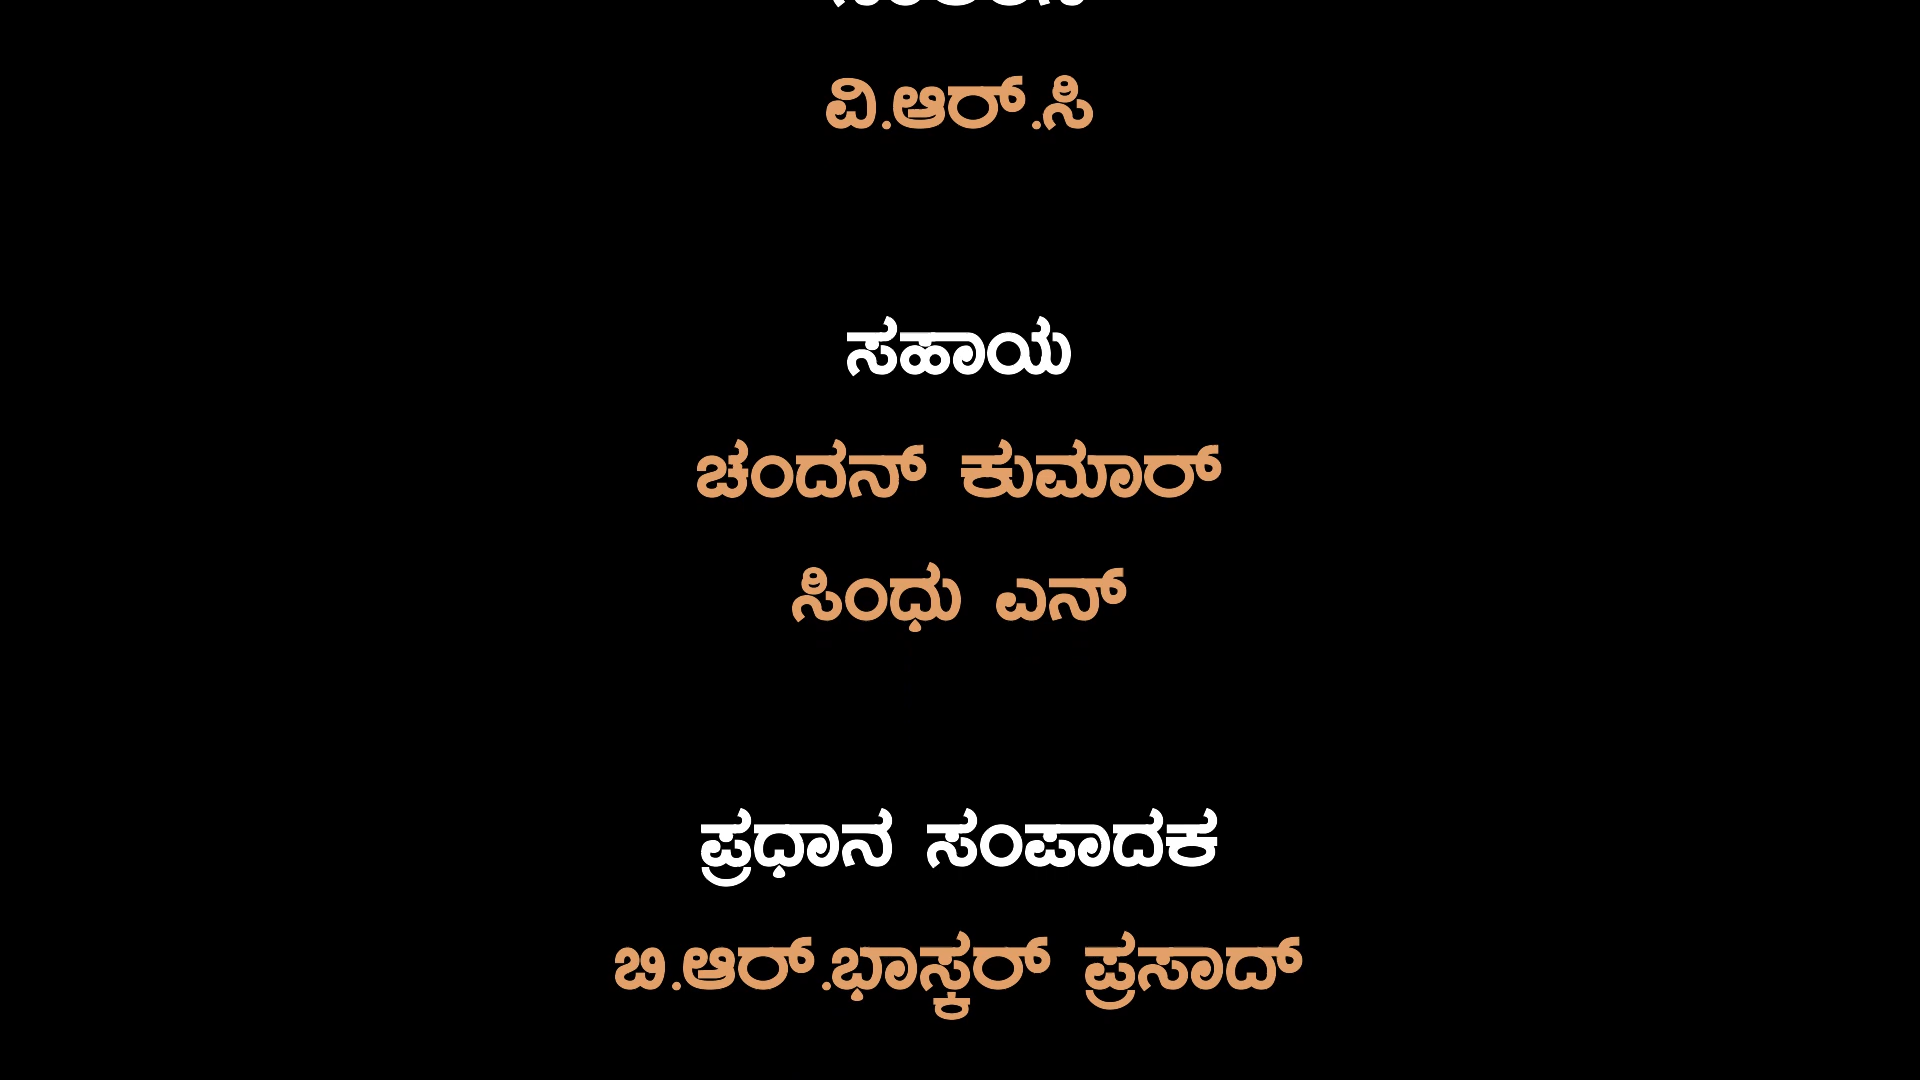 ವಿ.ಆರ್.ಸಿ
ಸಹಾಯ
ಚಂದನ್ ಕುಮಾರ್
ಸಿಂಧು ಎನ್
ಪ್ರಧಾನ ಸಂಪಾದಕ
ಬಿ.ಆರ್.ಭಾಸ್ಕರ್ ಪ್ರಸಾದ್